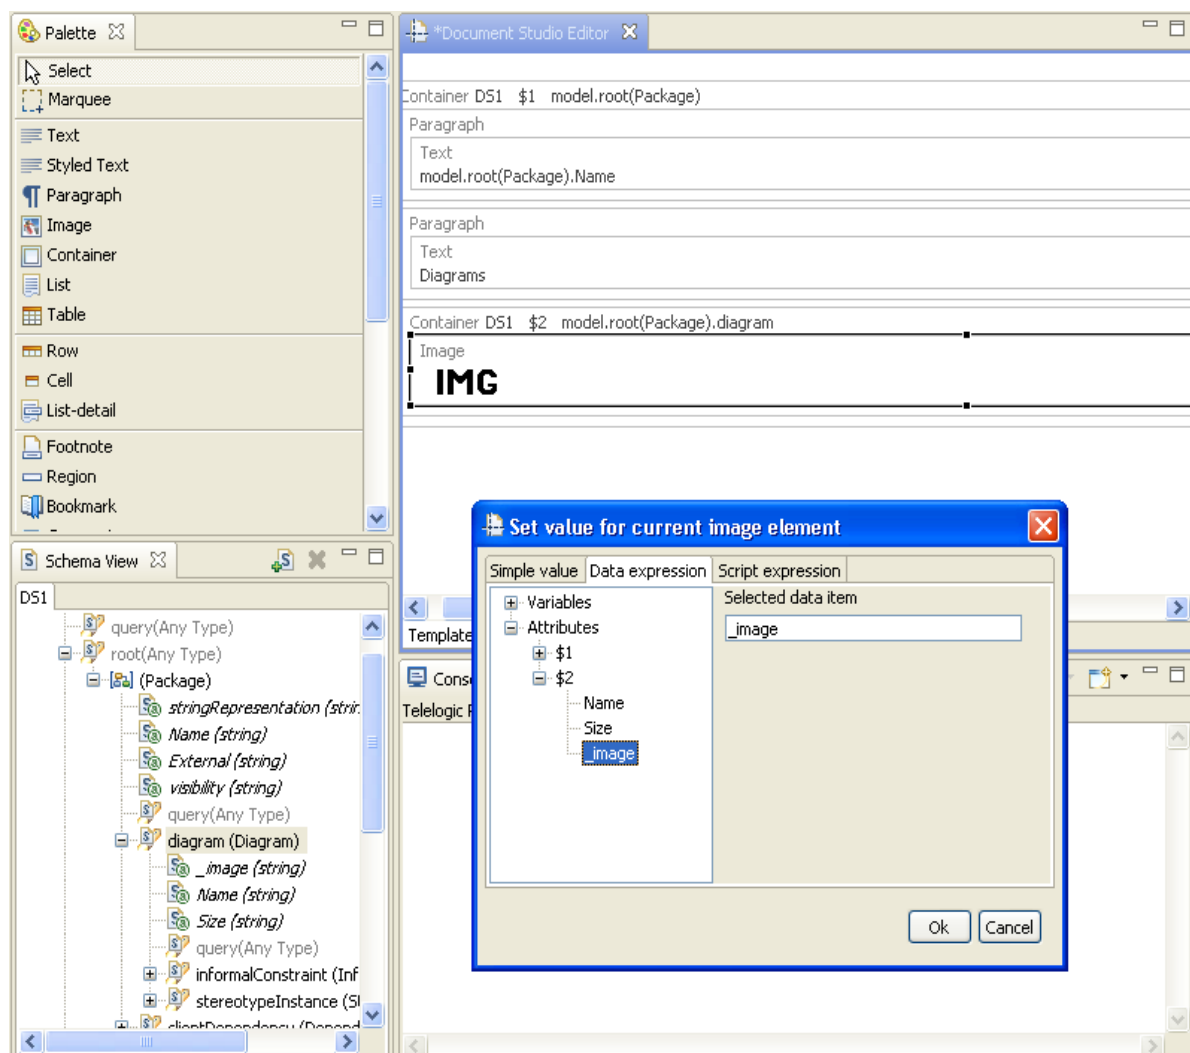 Palette
Select
Marquee
Text
Styled Text
Paragraph
Image
Container
List
Table
Row
Cell
List-detail
Footnote
Region
Bookmark
*Document Studio Editor
Container DS1 $1 model.root(Package)
Paragraph
Text
model.root(Package).Name
Paragraph
Text
Diagrams
Container DS1 $2 model.root(Package).diagram
Image
IMG
Template
Schema View
DS1
query(Any Type)
root(Any Type)
(Package)
stringRepresentation (strin
Name (string)
External (string)
visibility (string)
query(Any Type)
diagram (Diagram)
_image (string)
Name (string)
Size (string)
query(Any Type)
informalConstraint (Inf
stereotypeInstance (St
clientDependency (Depend
Conso
Telelogic
Set value for current image element
Simple value Data expression Script expression
Variables
Attributes
$1
$2
Name
Size
_image
Selected data item
_image
Ok Cancel